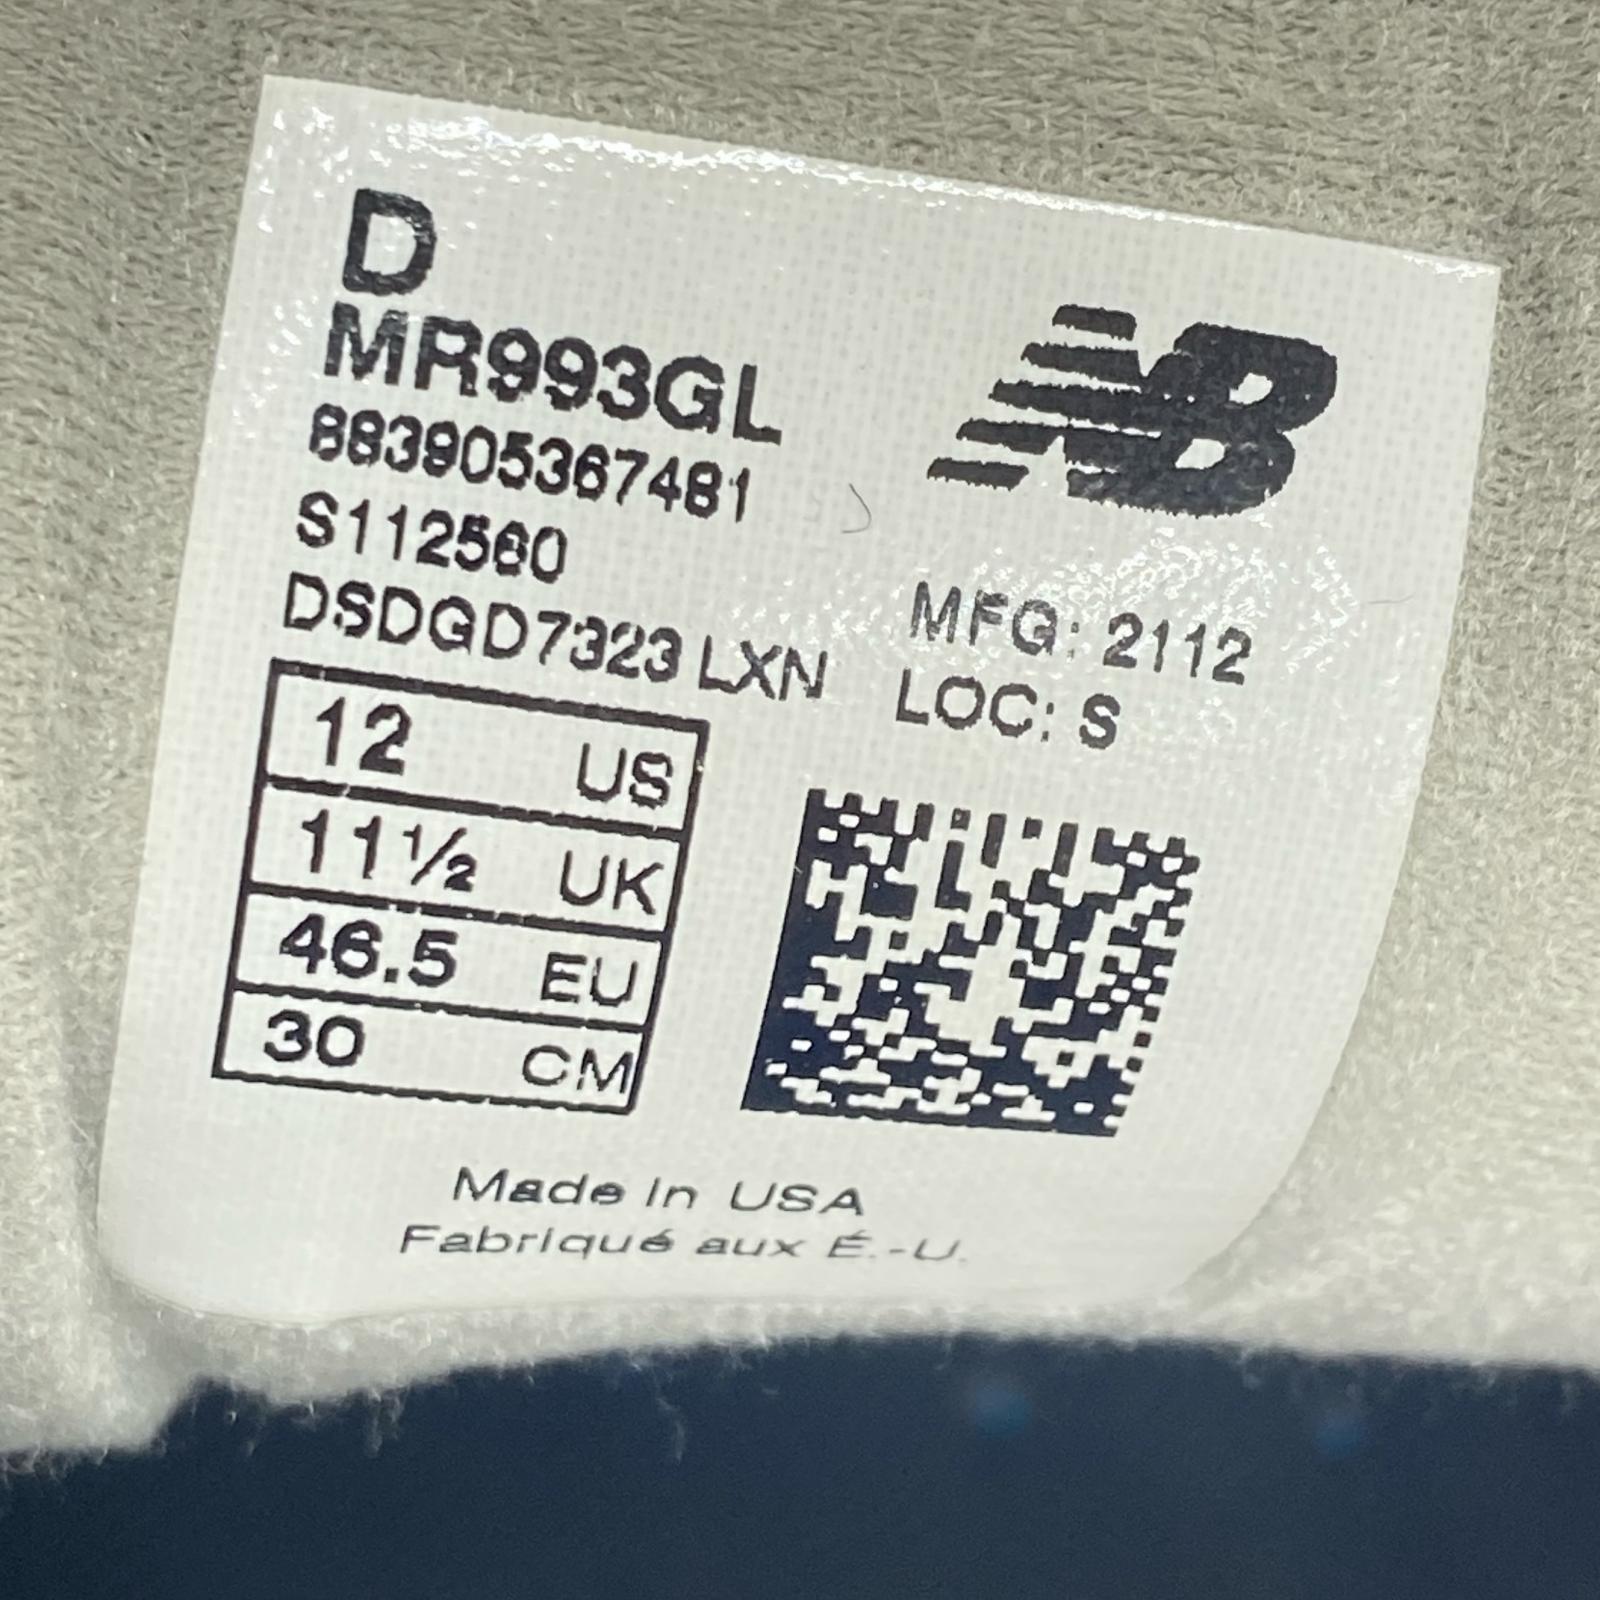 D
MR993GL
883905367481
S112560
DSDGD7323 LXN
NB
MFG: 2112
LOC: S
12 US
11½ UK
46.5 EU
30 CM
Made in USA
Fabriqué aux É.-U.